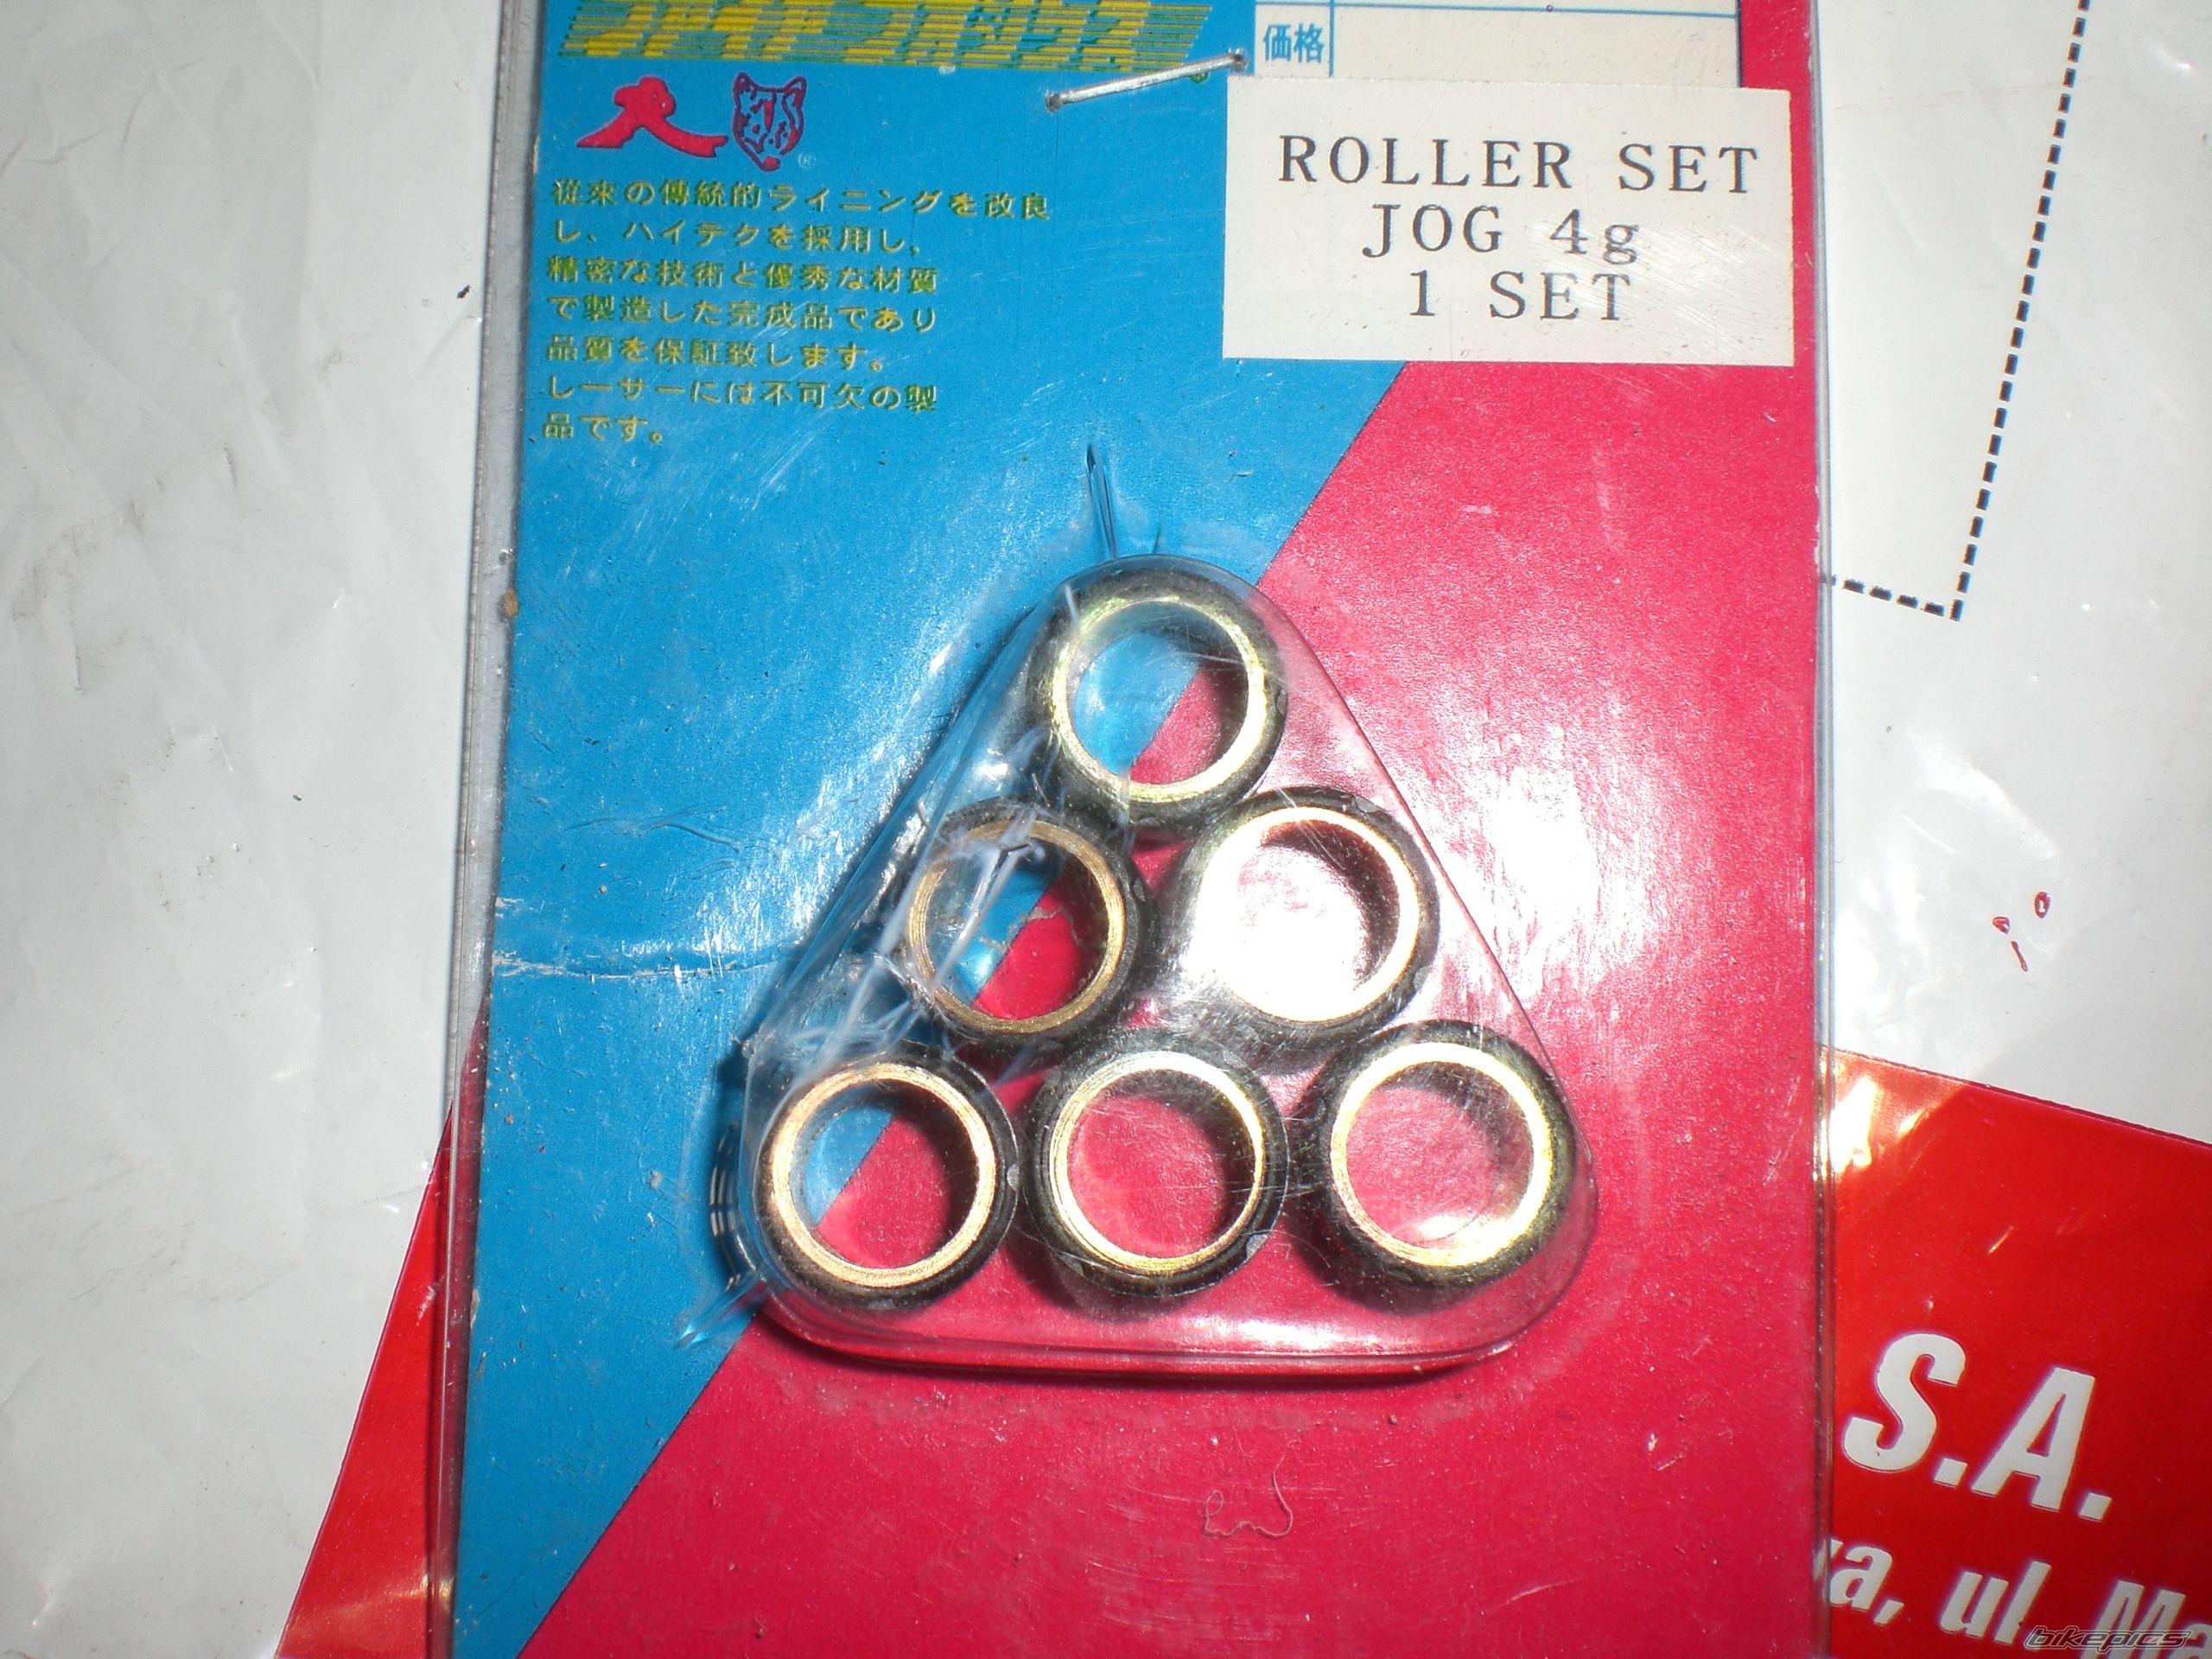 価格
ROLLER SET
JOG 4g
1 SET
®
従来の傳統的ライニングを改良
し、ハイテクを採用し,
精密な技術と優秀な材質
で製造した完成品であり
品質を保証致します。
レーサーには不可欠の製
品です。
S.A.
ul.
bikepics